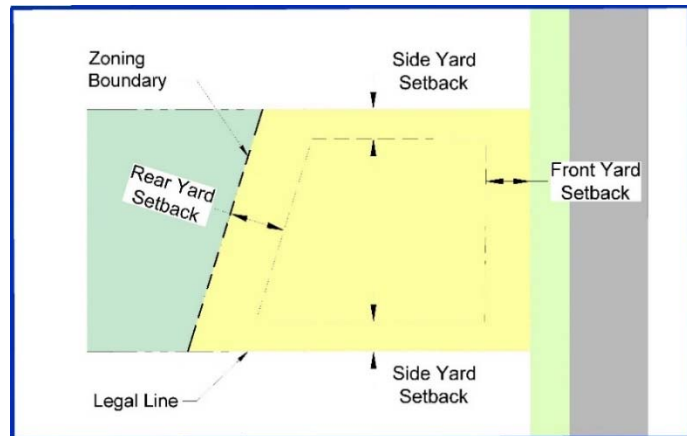 Zoning
Boundary
Side Yard
Setback
Rear Yard
Setback
Front Yard
Setback
Legal Line
Side Yard
Setback